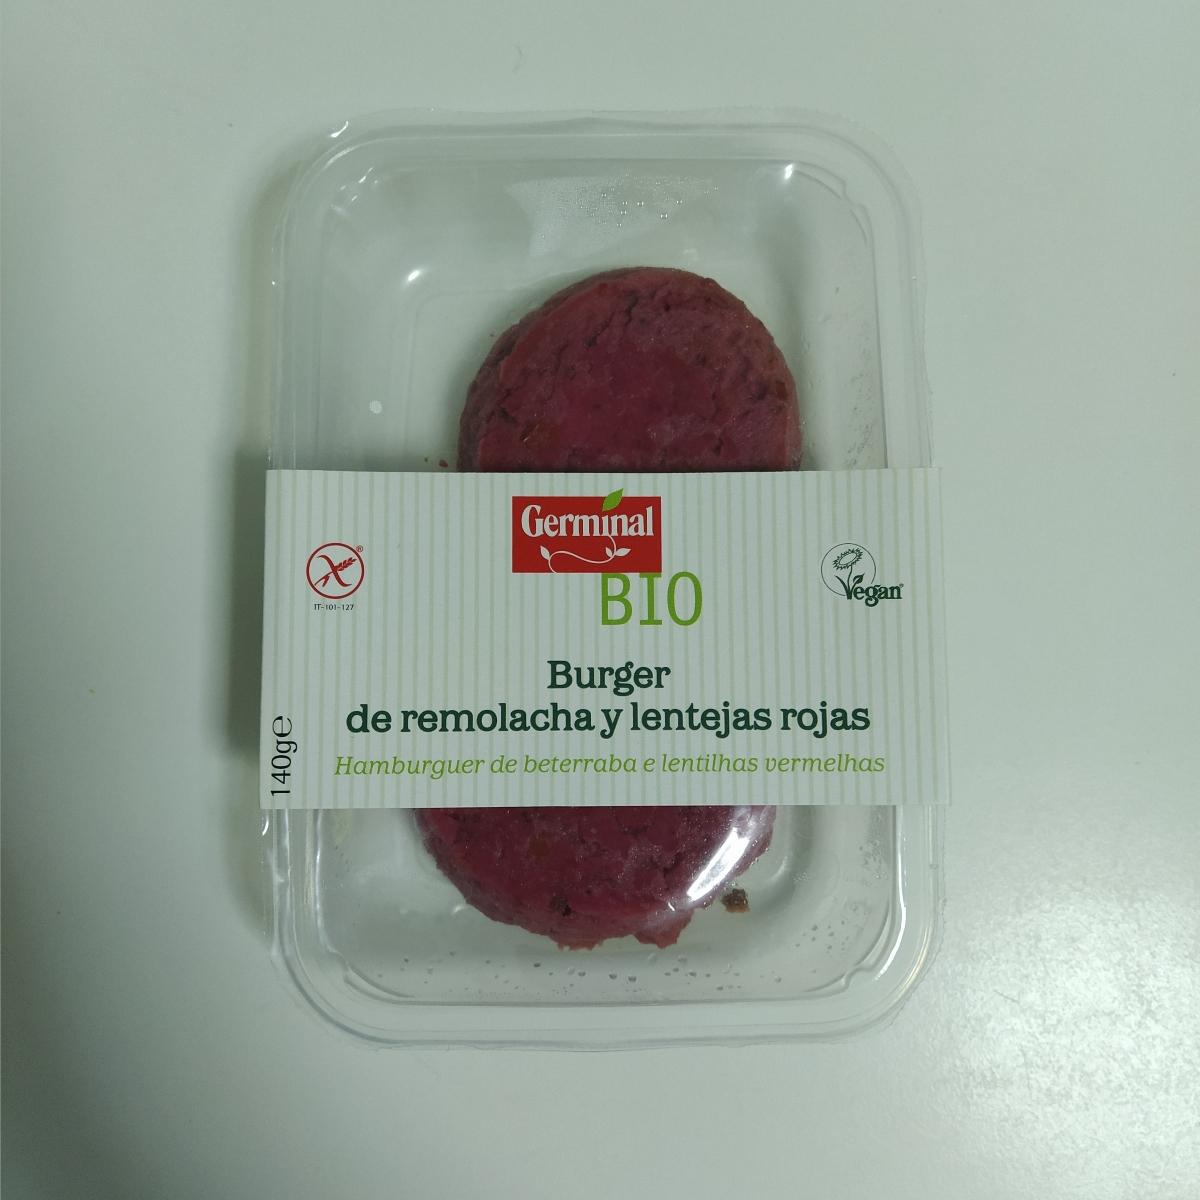 Germinal
BIO
®
IT-101-127
Vegan®
Burger
de remolacha y lentejas rojas
Hamburguer de beterraba e lentilhas vermelhas
140g℮